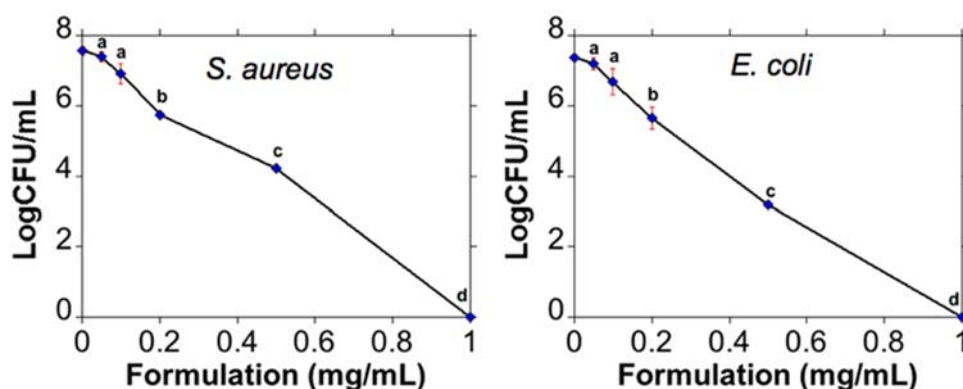 8
6
4
2
0
LogCFU/mL
S. aureus
a
a
b
c
d
0 0.2 0.4 0.6 0.8 1
Formulation (mg/mL)
8
6
4
2
0
LogCFU/mL
E. coli
a
a
b
c
d
0 0.2 0.4 0.6 0.8 1
Formulation (mg/mL)